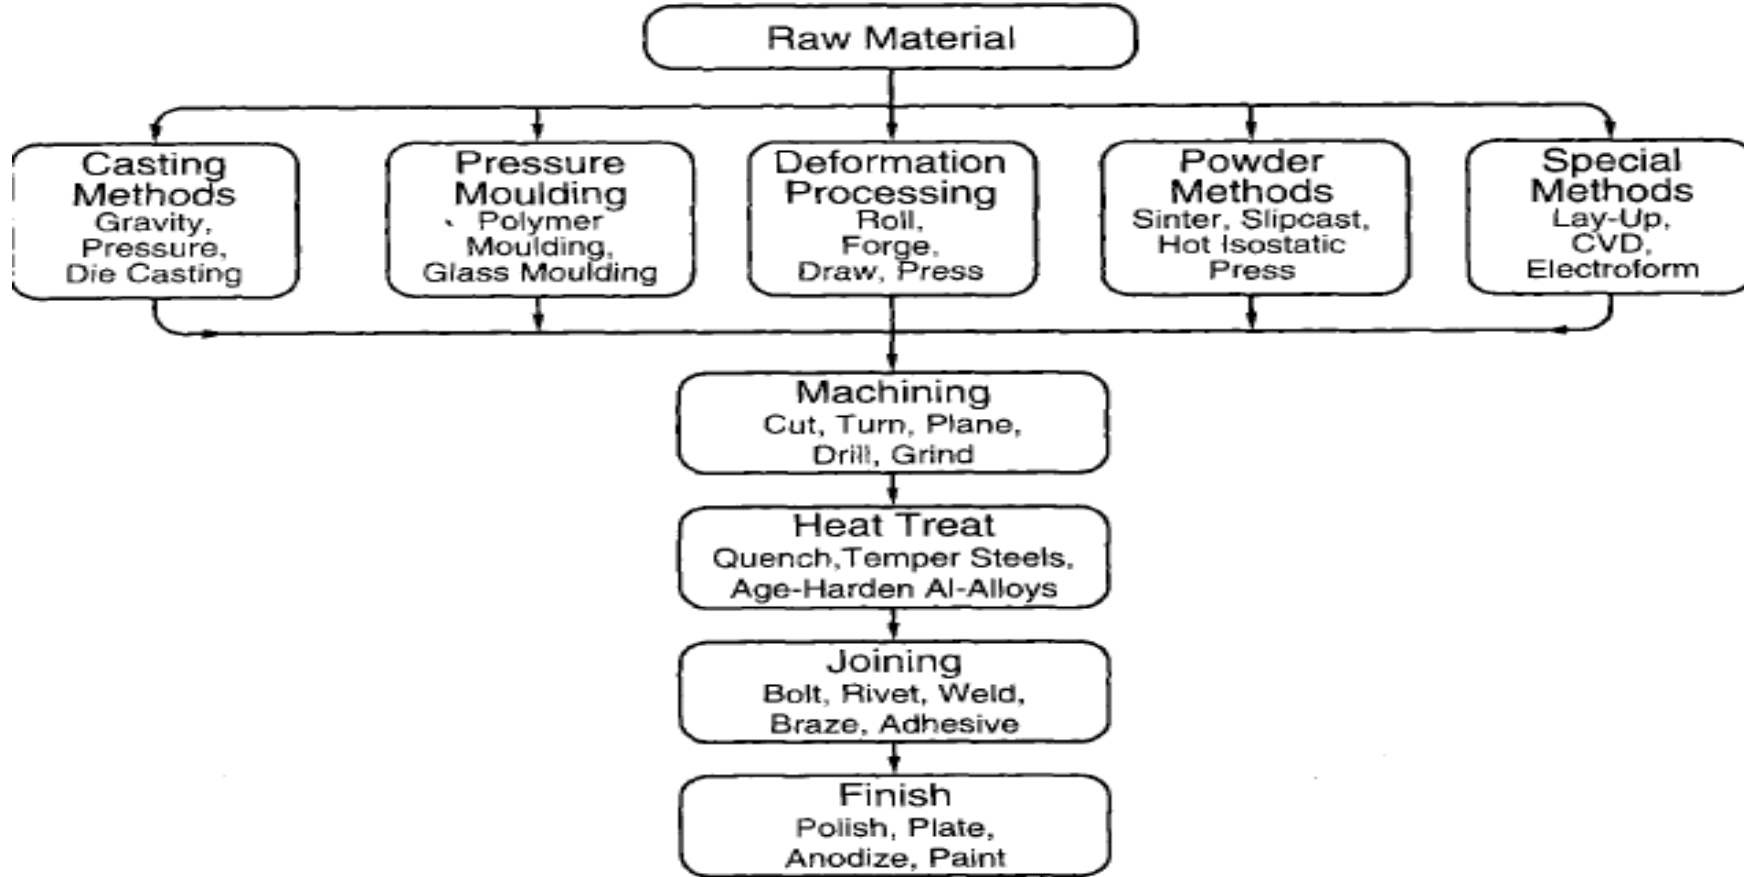 Raw Material
Casting
Methods
Gravity,
Pressure,
Die Casting
Pressure
Moulding
Polymer
Moulding,
Glass Moulding
Deformation
Processing
Roll,
Forge,
Draw, Press
Powder
Methods
Sinter, Slipcast,
Hot Isostatic
Press
Special
Methods
Lay-Up,
CVD,
Electroform
Machining
Cut, Turn, Plane,
Drill, Grind
Heat Treat
Quench,Temper Steels,
Age-Harden Al-Alloys
Joining
Bolt, Rivet, Weld,
Braze, Adhesive
Finish
Polish, Plate,
Anodize, Paint